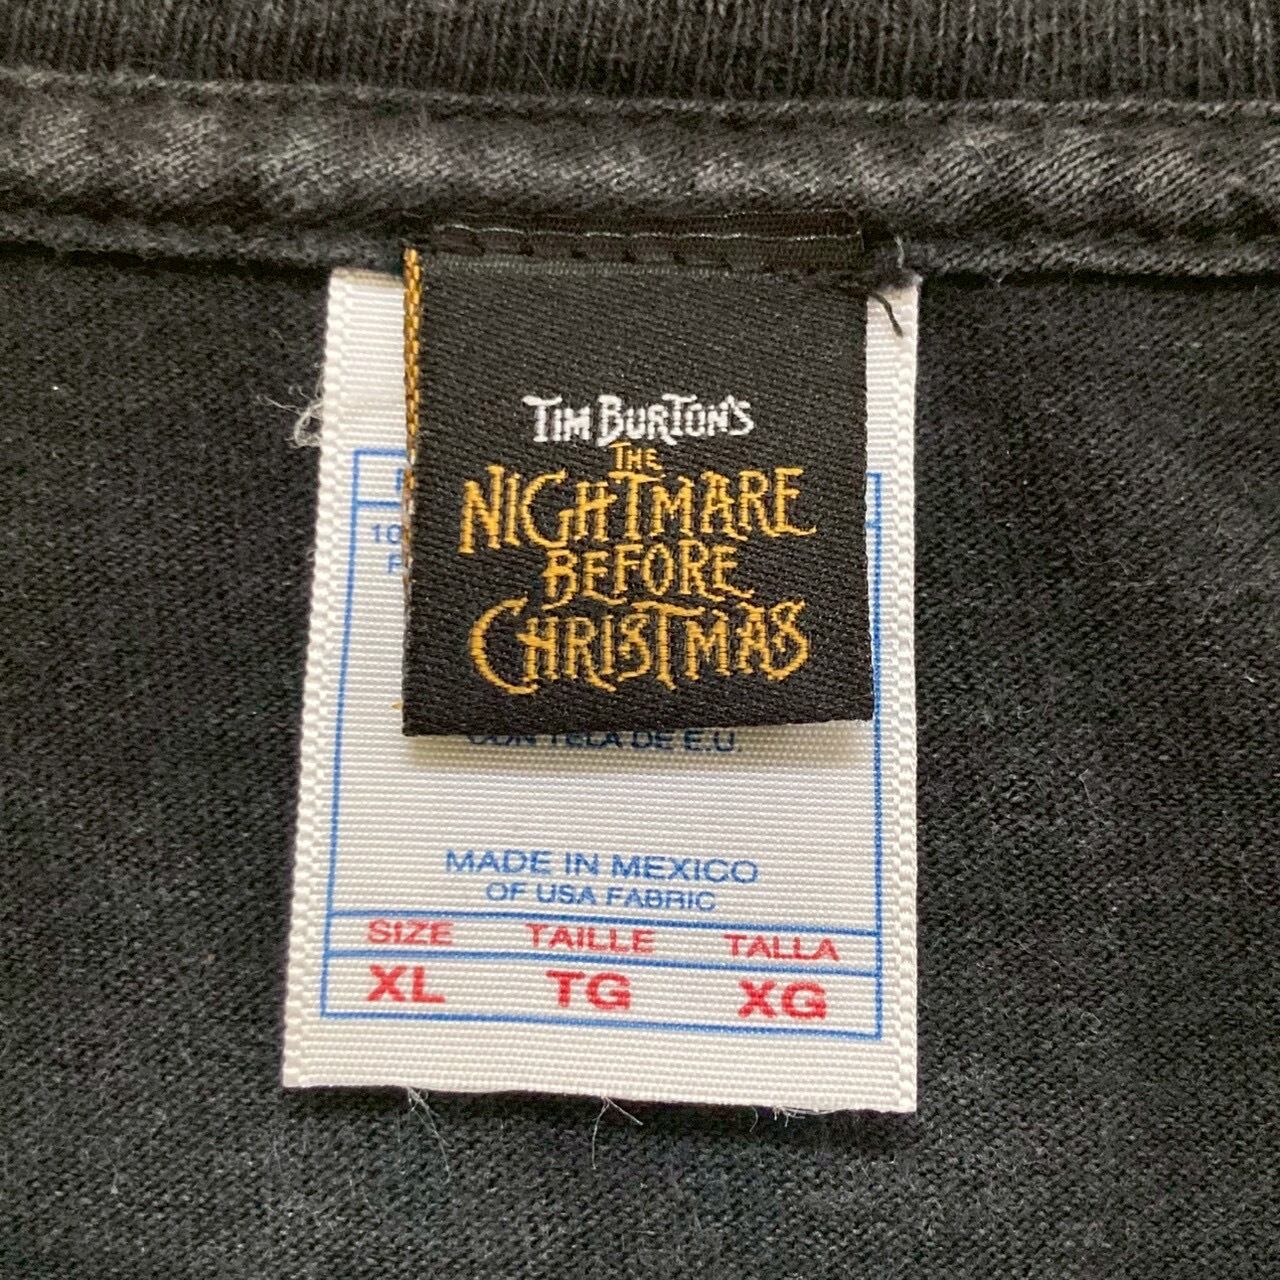 TIM BURTON'S
THE
NIGHTMARE
BEFORE
CHRISTMAS
CON TELA DE E.U.
MADE IN MEXICO
OF USA FABRIC
SIZE TAILLE TALLA
XL TG XG